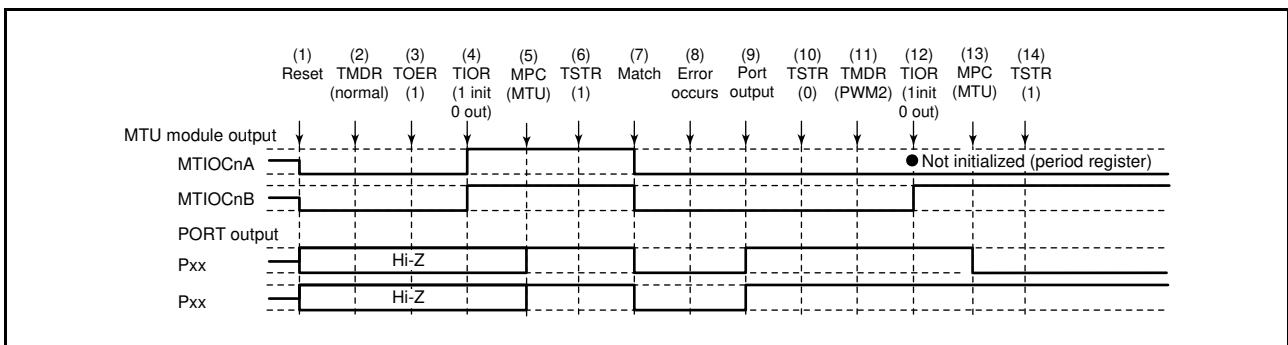 (1) (2) (3) (4) (5) (6) (7) (8) (9) (10) (11) (12) (13) (14)
Reset TMDR TOER TIOR MPC TSTR Match Error Port TSTR TMDR TIOR MPC TSTR
(normal) (1) (1 init (MTU) (1) occurs output (0) (PWM2) (1init (MTU) (1)
0 out) 0 out)
MTU module output
MTIOCnA ● Not initialized (period register)
MTIOCnB
PORT output
Pxx Hi-Z
Pxx Hi-Z